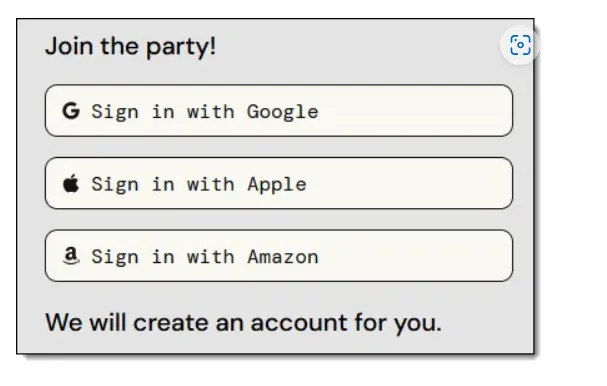 Join the party!
Sign in with Google
Sign in with Apple
Sign in with Amazon
We will create an account for you.